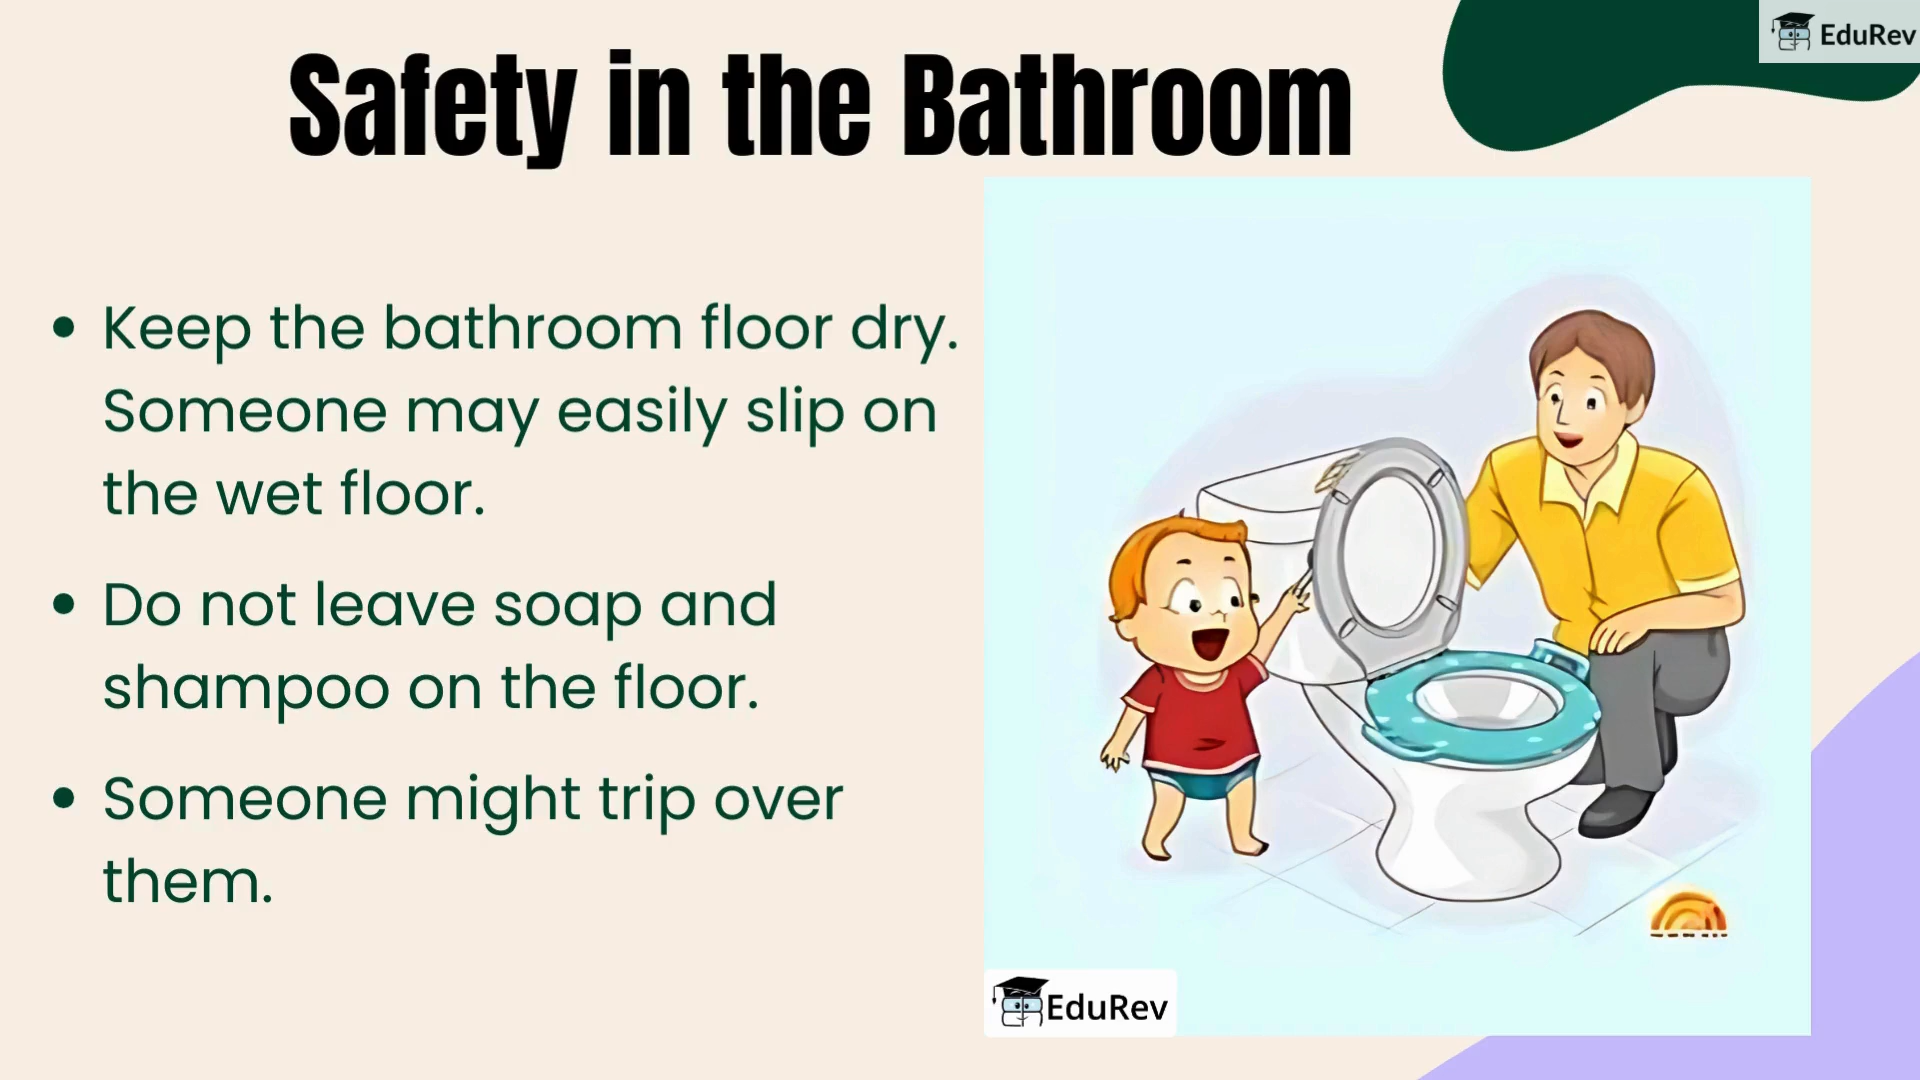 EduRev
Safety in the Bathroom
• Keep the bathroom floor dry.
Someone may easily slip on
the wet floor.
• Do not leave soap and
shampoo on the floor.
• Someone might trip over
them.
EduRev